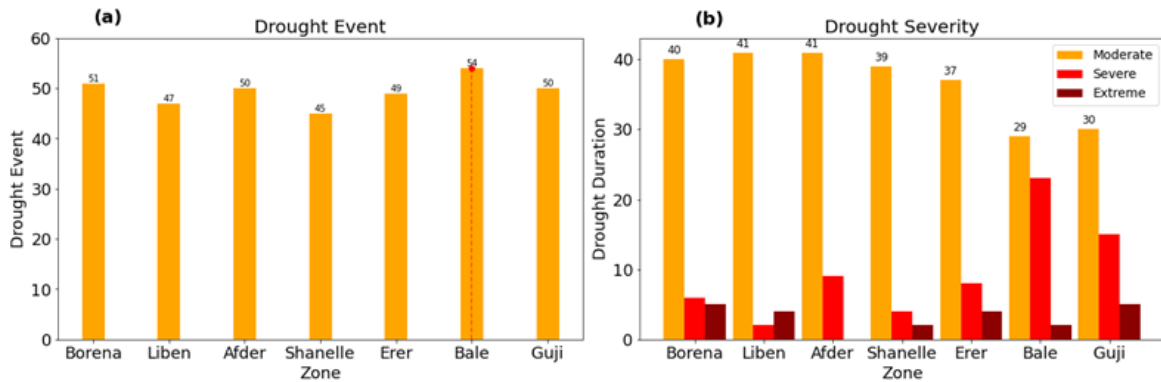 (a)
Drought Event
Drought Event
60
50
40
30
20
10
0
51
47
50
45
49
54
50
Borena Liben Afder Shanelle Erer Bale Guji
Zone
(b)
Drought Severity
Drought Duration
40
30
20
10
0
40
41
41
39
37
29
30
Moderate
Severe
Extreme
Borena Liben Afder Shanelle Erer Bale Guji
Zone